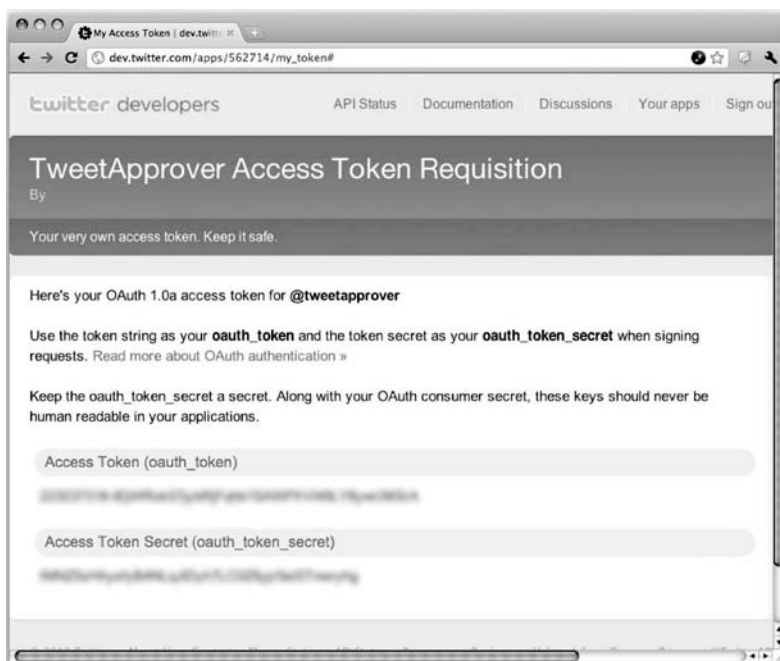 My Access Token | dev.twitt
dev.twitter.com/apps/562714/my_token#
twitter developers
API Status Documentation Discussions Your apps Sign ou
TweetApprover Access Token Requisition
By
Your very own access token. Keep it safe.
Here's your OAuth 1.0a access token for @tweetapprover
Use the token string as your oauth_token and the token secret as your oauth_token_secret when signing
requests. Read more about OAuth authentication »
Keep the oauth_token_secret a secret. Along with your OAuth consumer secret, these keys should never be
human readable in your applications.
Access Token (oauth_token)
Access Token Secret (oauth_token_secret)